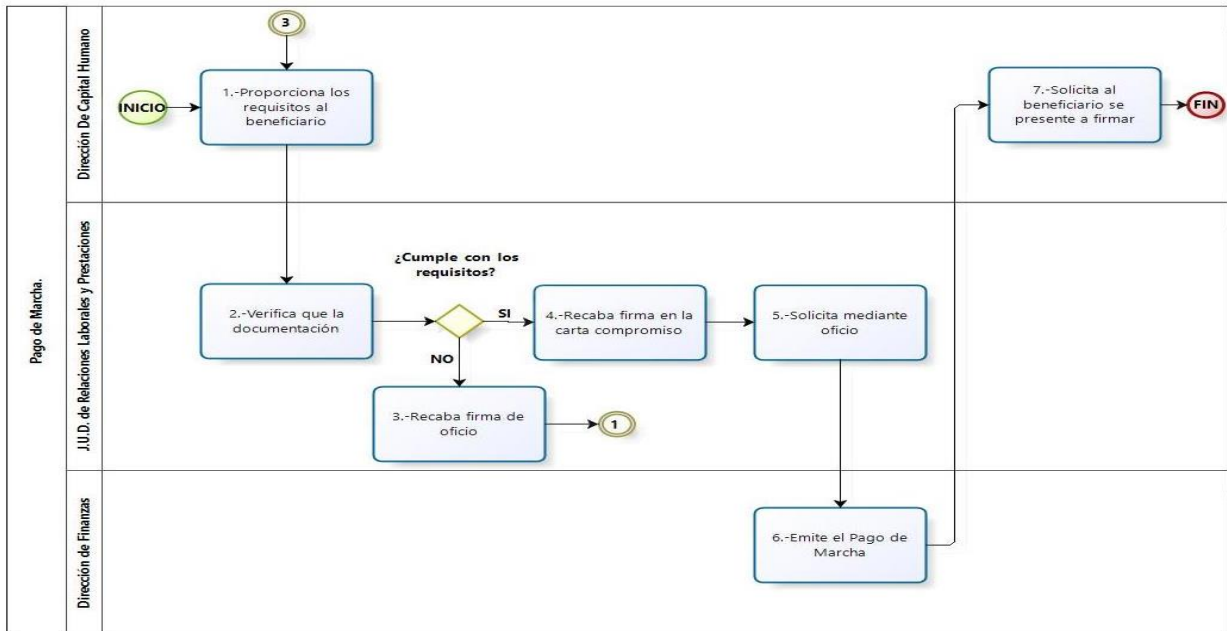 Pago de Marcha.
Dirección De Capital Humano
3
INICIO
1.-Proporciona los
requisitos al
beneficiario
7.-Solicita al
beneficiario se
presente a firmar
FIN
J.U.D. de Relaciones Laborales y Prestaciones
2.-Verifica que la
documentación
¿Cumple con los
requisitos?
SI
NO
4.-Recaba firma en la
carta compromiso
5.-Solicita mediante
oficio
3.-Recaba firma de
oficio
1
Dirección de Finanzas
6.-Emite el Pago de
Marcha